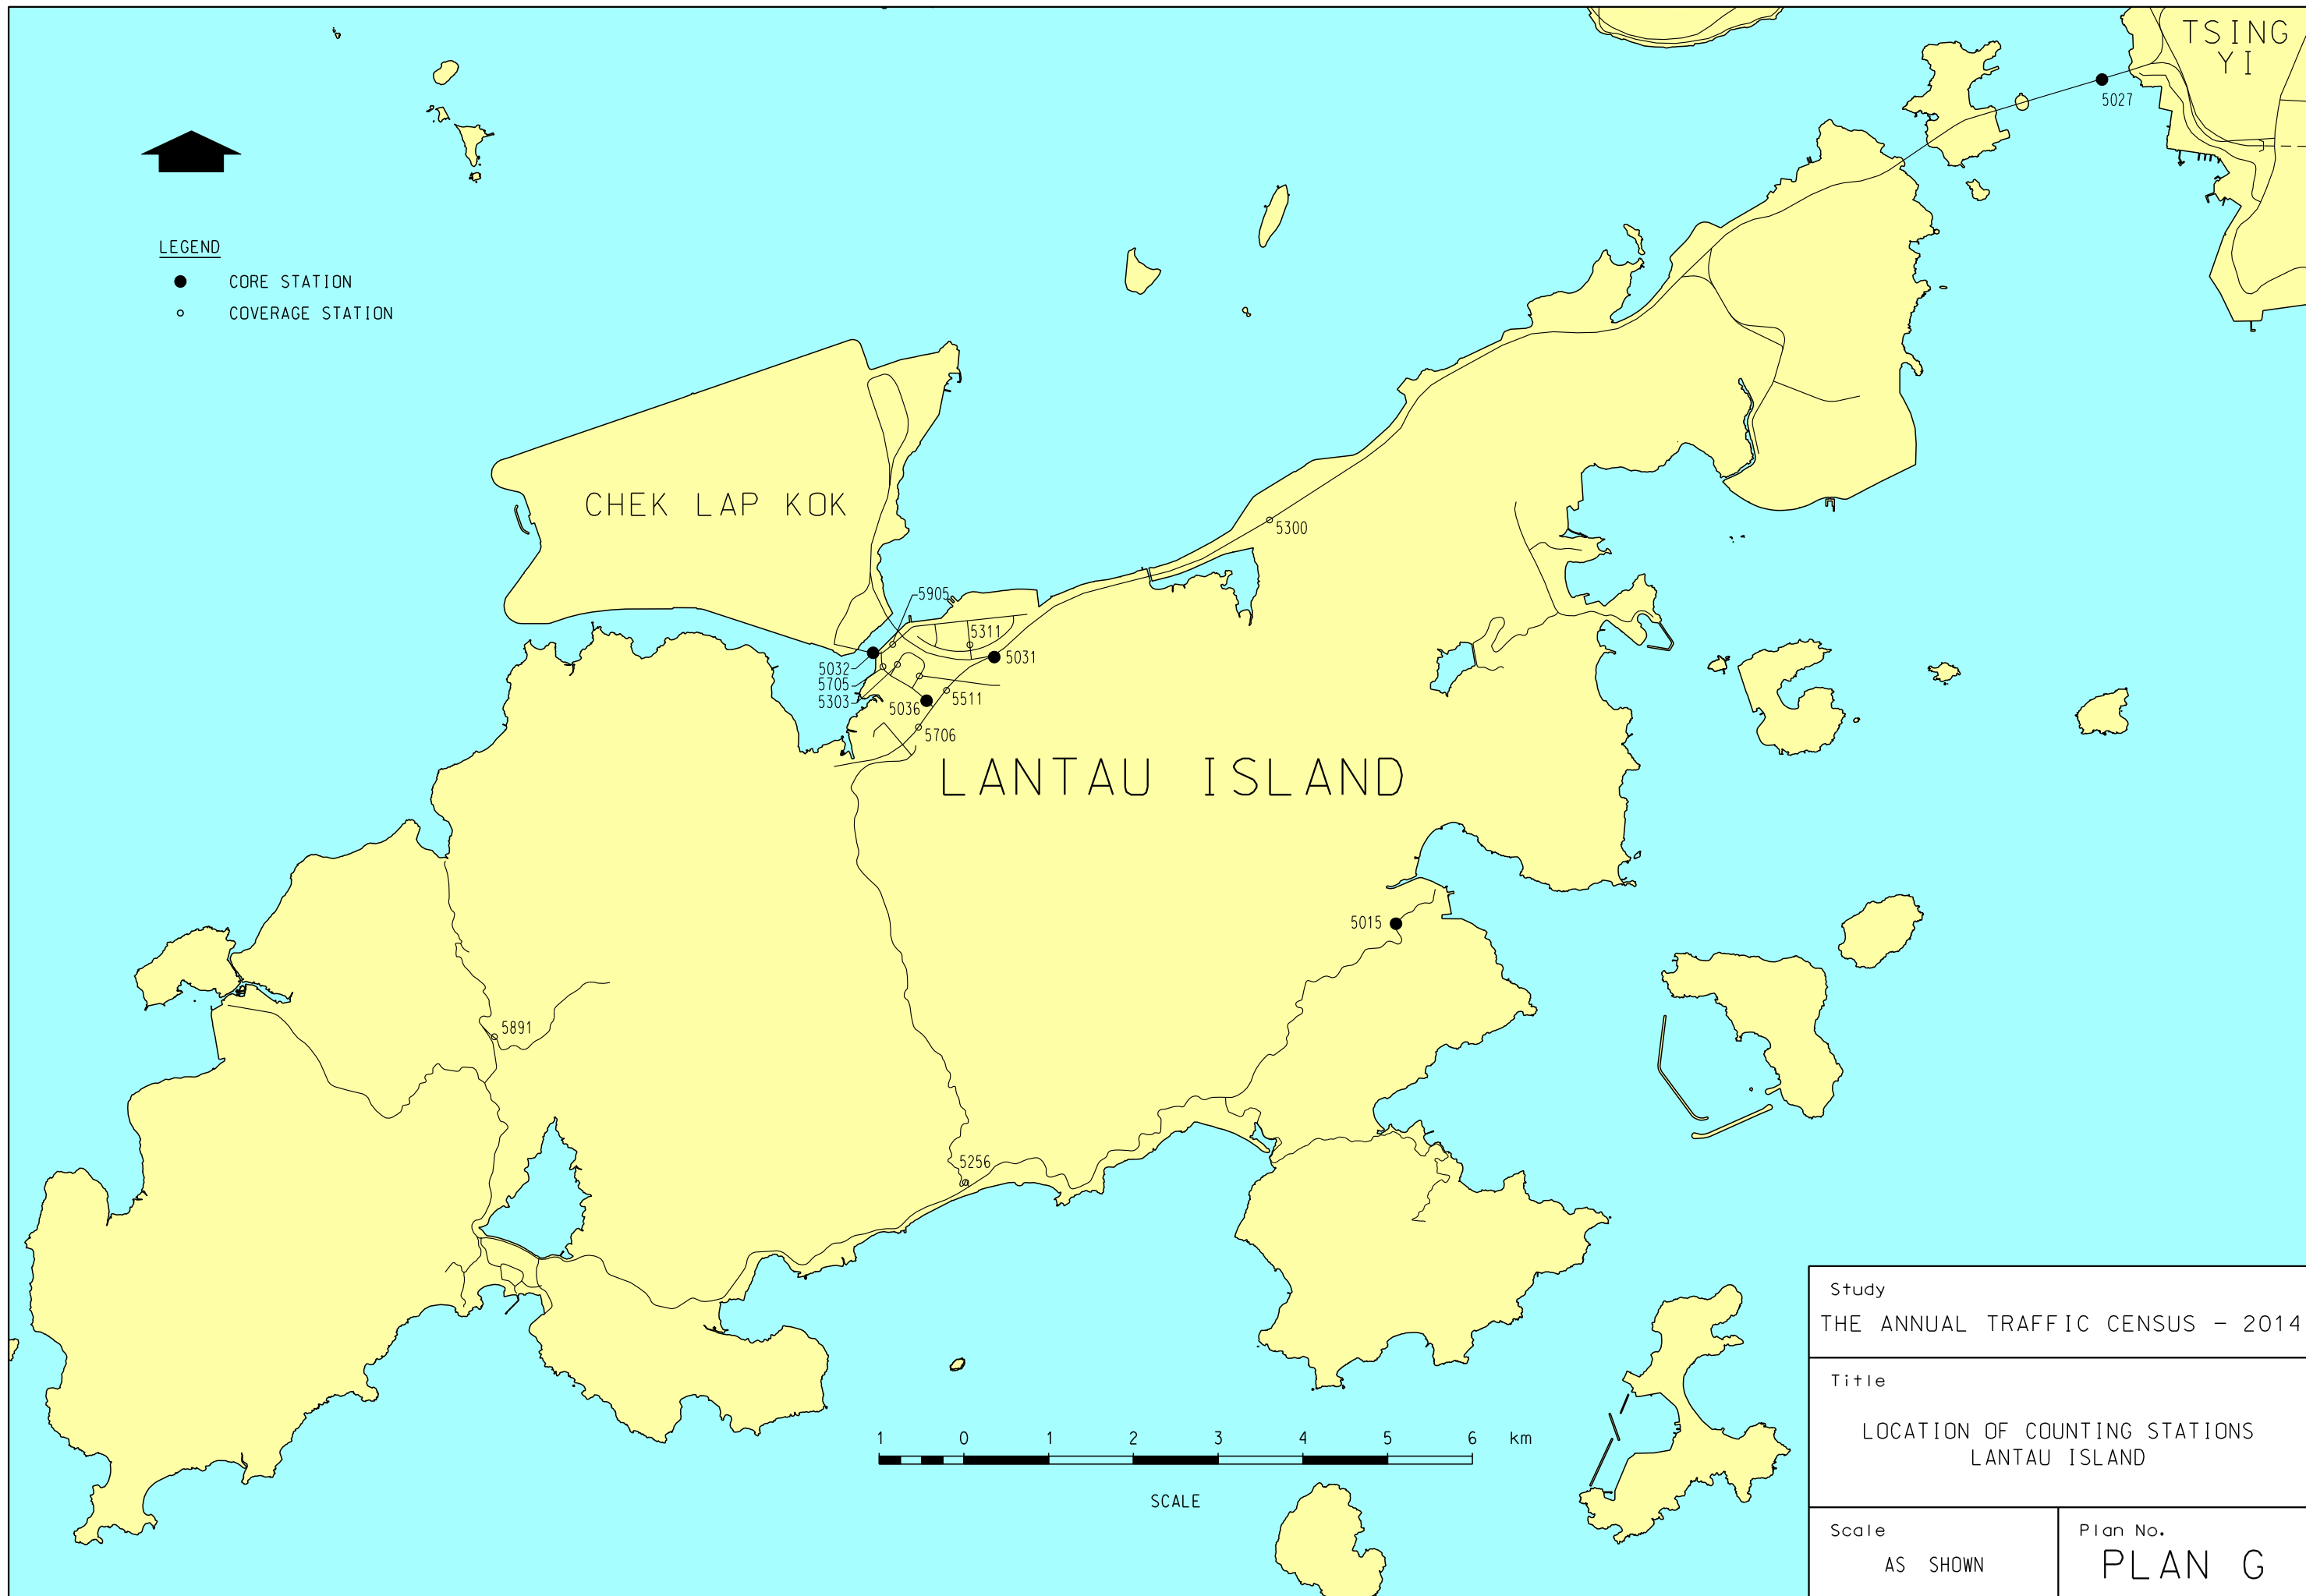 TSING
YI
5027
LEGEND
CORE STATION
COVERAGE STATION
CHEK LAP KOK
5300
5905
5311
5031
5032
5705
5303
5036
5511
5706
LANTAU ISLAND
5015
5891
5256
1 0 1 2 3 4 5 6 km
SCALE
Study
THE ANNUAL TRAFFIC CENSUS - 2014
Title
LOCATION OF COUNTING STATIONS
LANTAU ISLAND
Scale
AS SHOWN
Plan No.
PLAN G